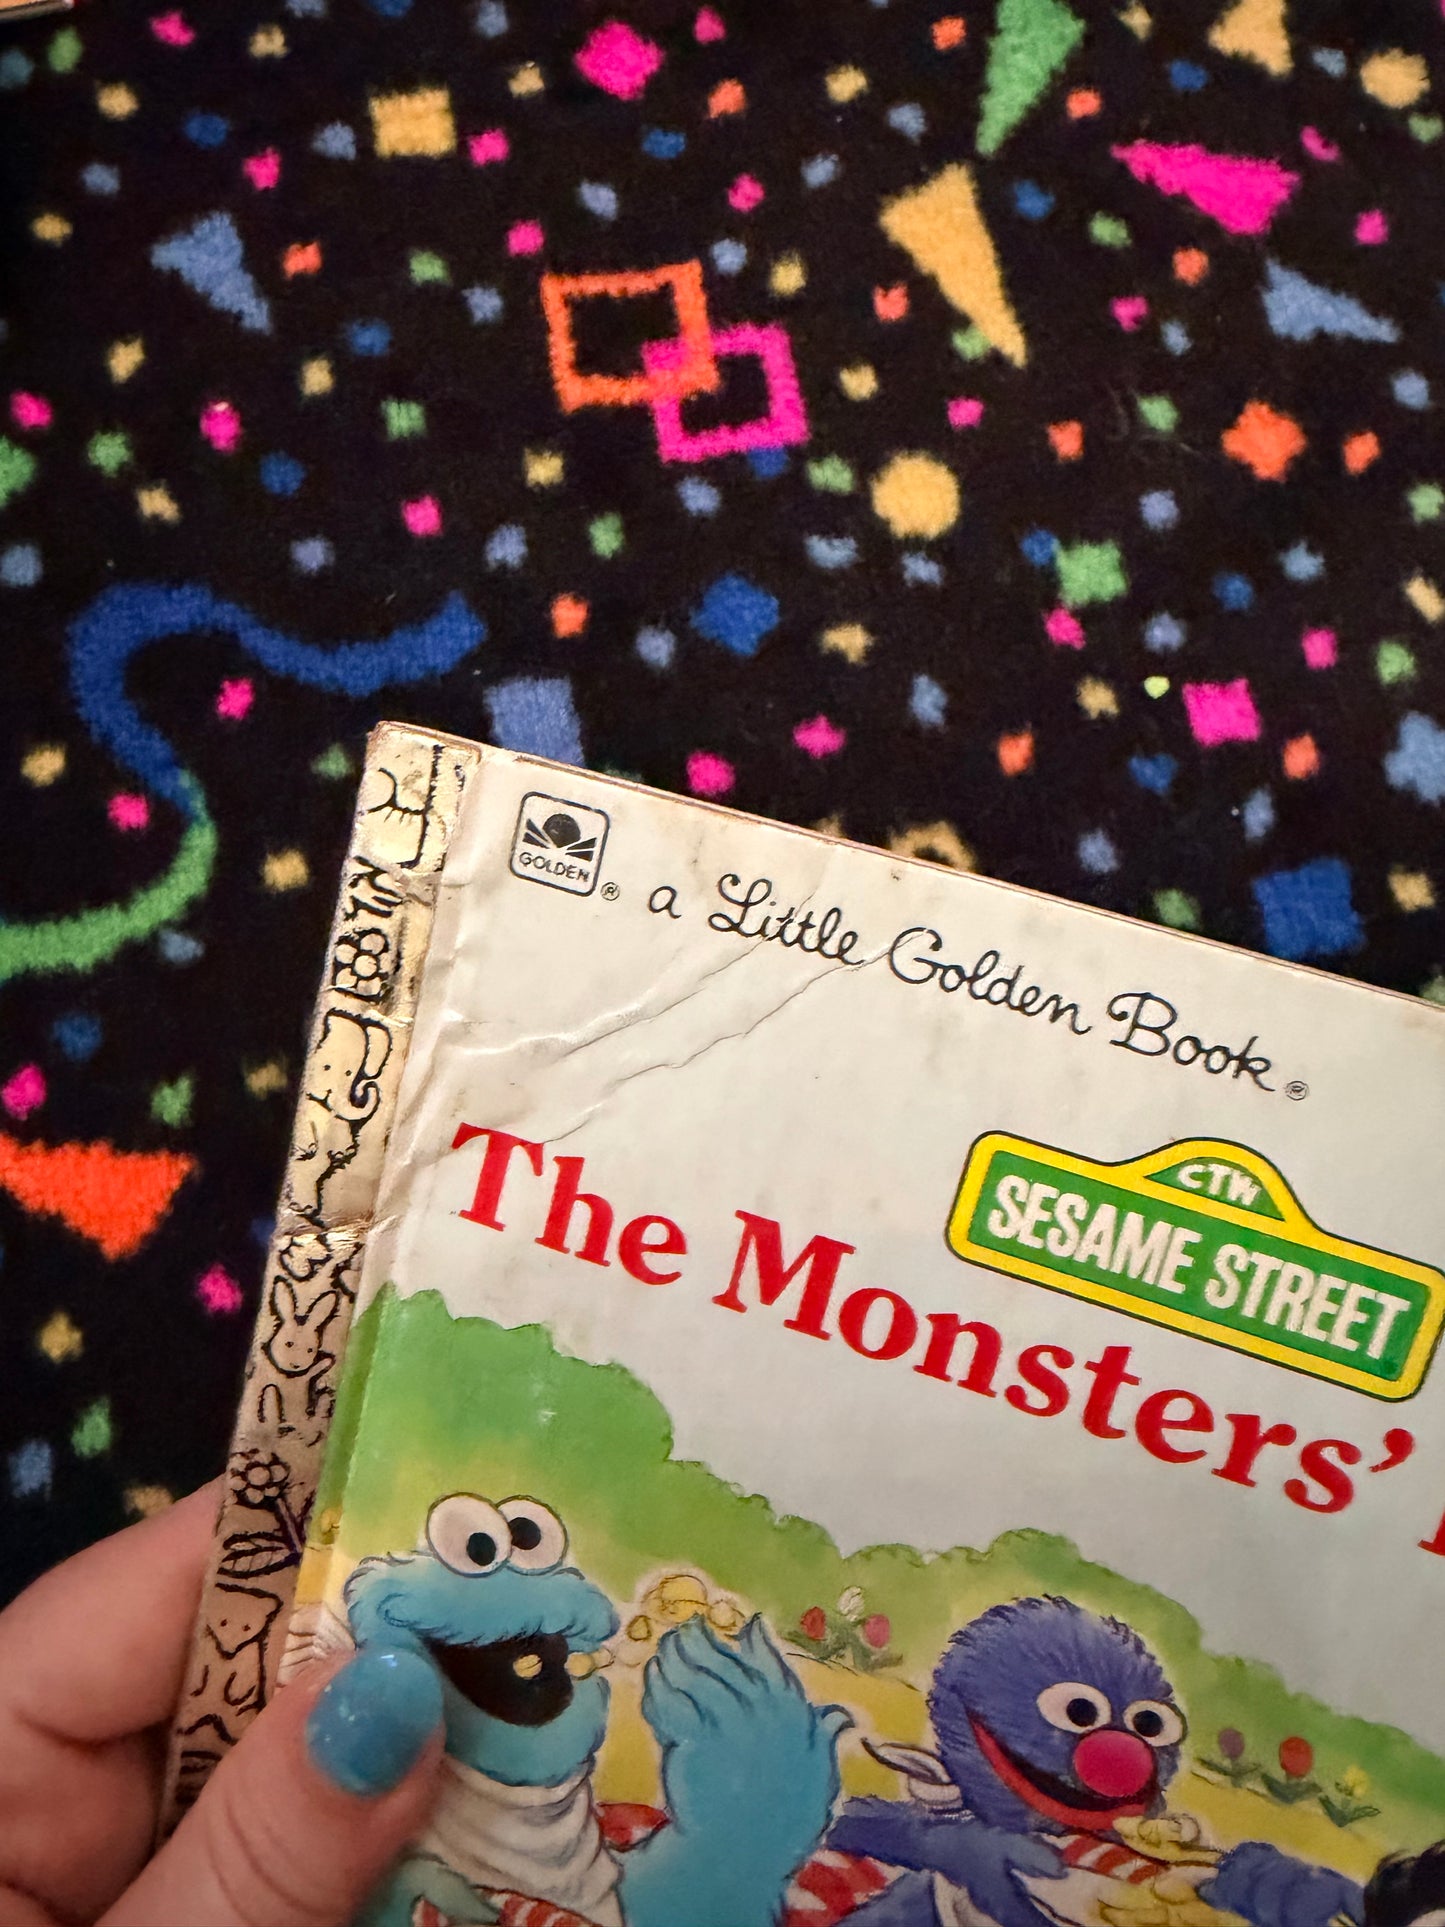 GOLDEN®
a Little Golden Book®
CTW
SESAME STREET
The Monsters’